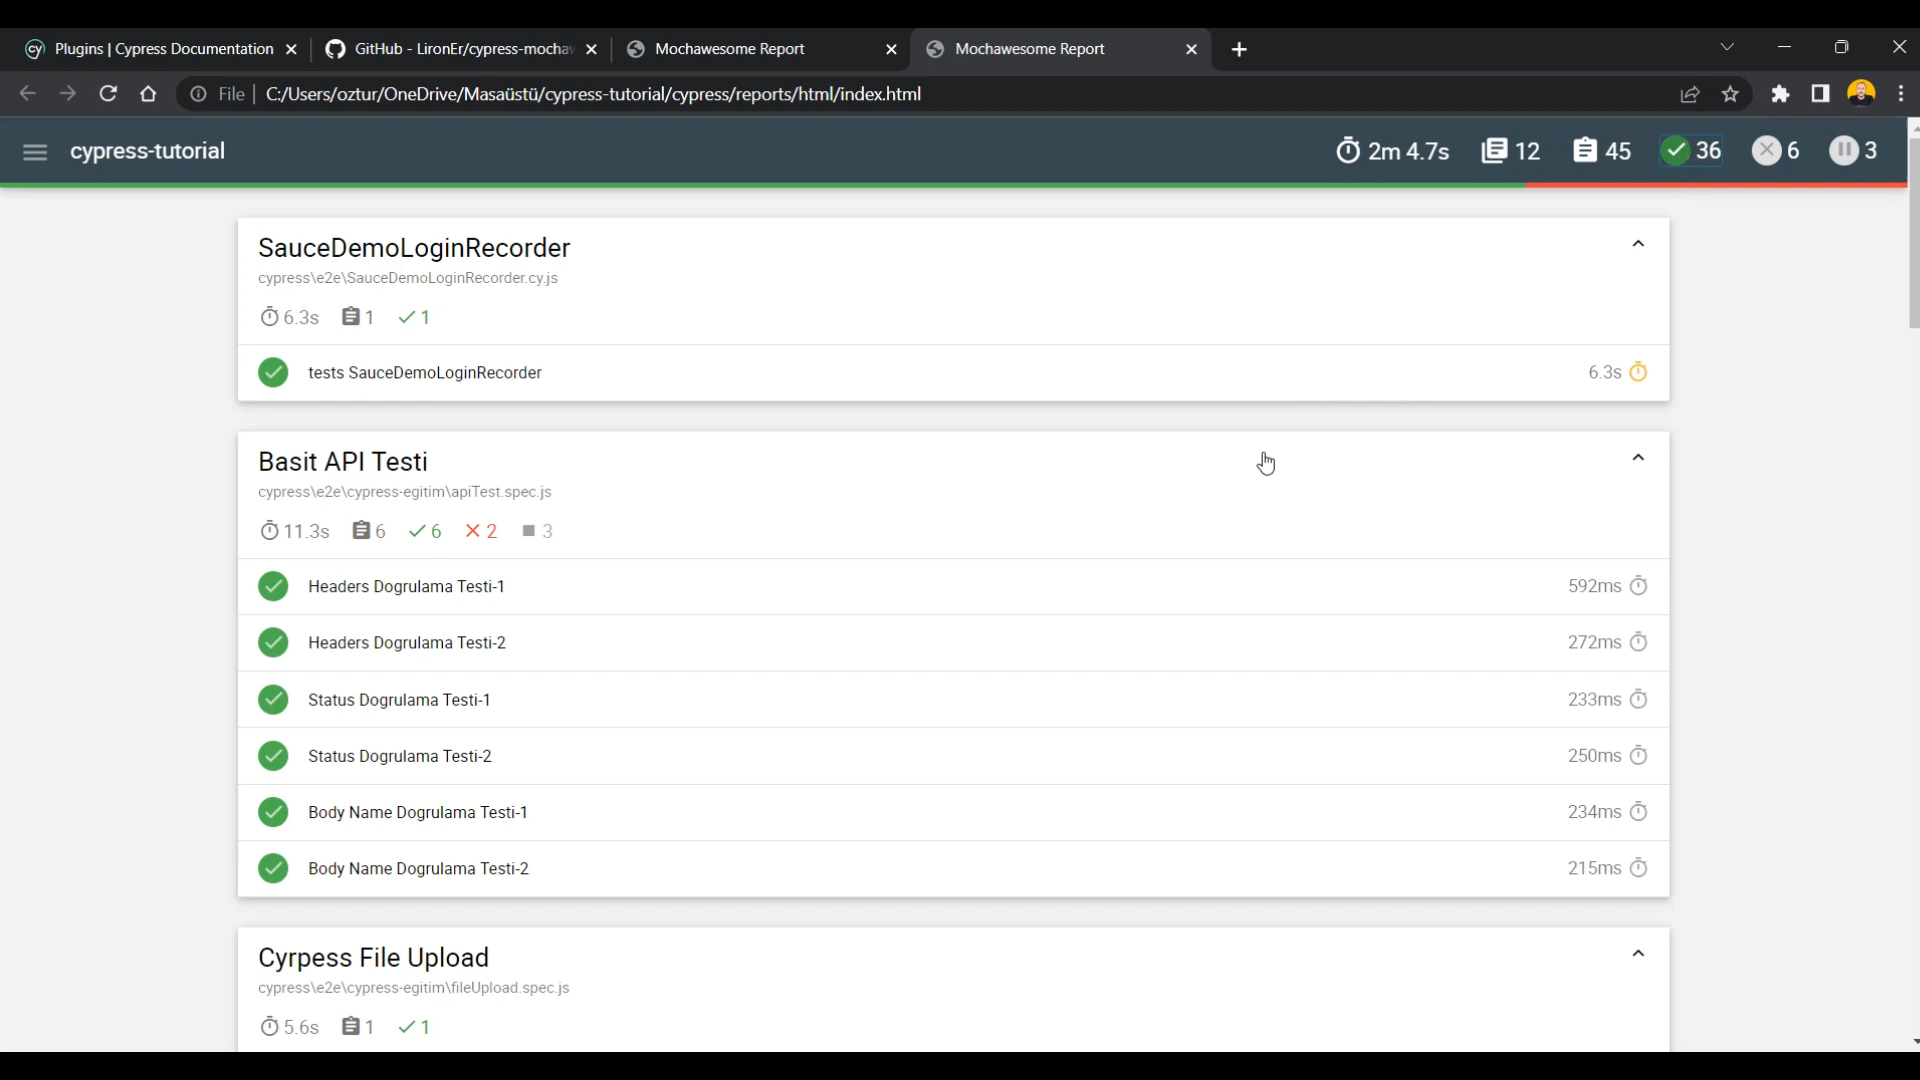 Plugins | Cypress Documentation
GitHub - LironEr/cypress-mochaw
Mochawesome Report
Mochawesome Report
File
C:/Users/oztur/OneDrive/Masaüstü/cypress-tutorial/cypress/reports/html/index.html
cypress-tutorial
2m 4.7s
12
45
36
6
3
SauceDemoLoginRecorder
cypress\e2e\SauceDemoLoginRecorder.cy.js
6.3s 1 1
tests SauceDemoLoginRecorder 6.3s
Basit API Testi
cypress\e2e\cypress-egitim\apiTest.spec.js
11.3s 6 6 2 3
Headers Dogrulama Testi-1 592ms
Headers Dogrulama Testi-2 272ms
Status Dogrulama Testi-1 233ms
Status Dogrulama Testi-2 250ms
Body Name Dogrulama Testi-1 234ms
Body Name Dogrulama Testi-2 215ms
Cyrpess File Upload
cypress\e2e\cypress-egitim\fileUpload.spec.js
5.6s 1 1